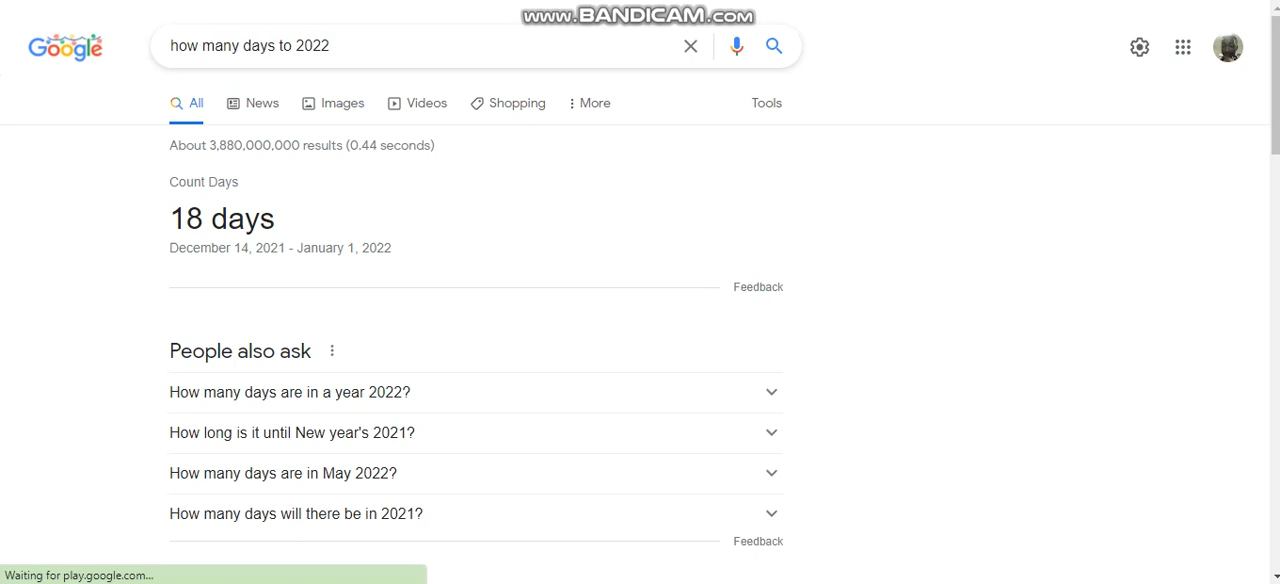 www.BANDICAM.com
Google
how many days to 2022
All News Images Videos Shopping More Tools
About 3,880,000,000 results (0.44 seconds)
Count Days
18 days
December 14, 2021 - January 1, 2022
Feedback
People also ask
How many days are in a year 2022?
How long is it until New year's 2021?
How many days are in May 2022?
How many days will there be in 2021?
Feedback
Waiting for play.google.com...